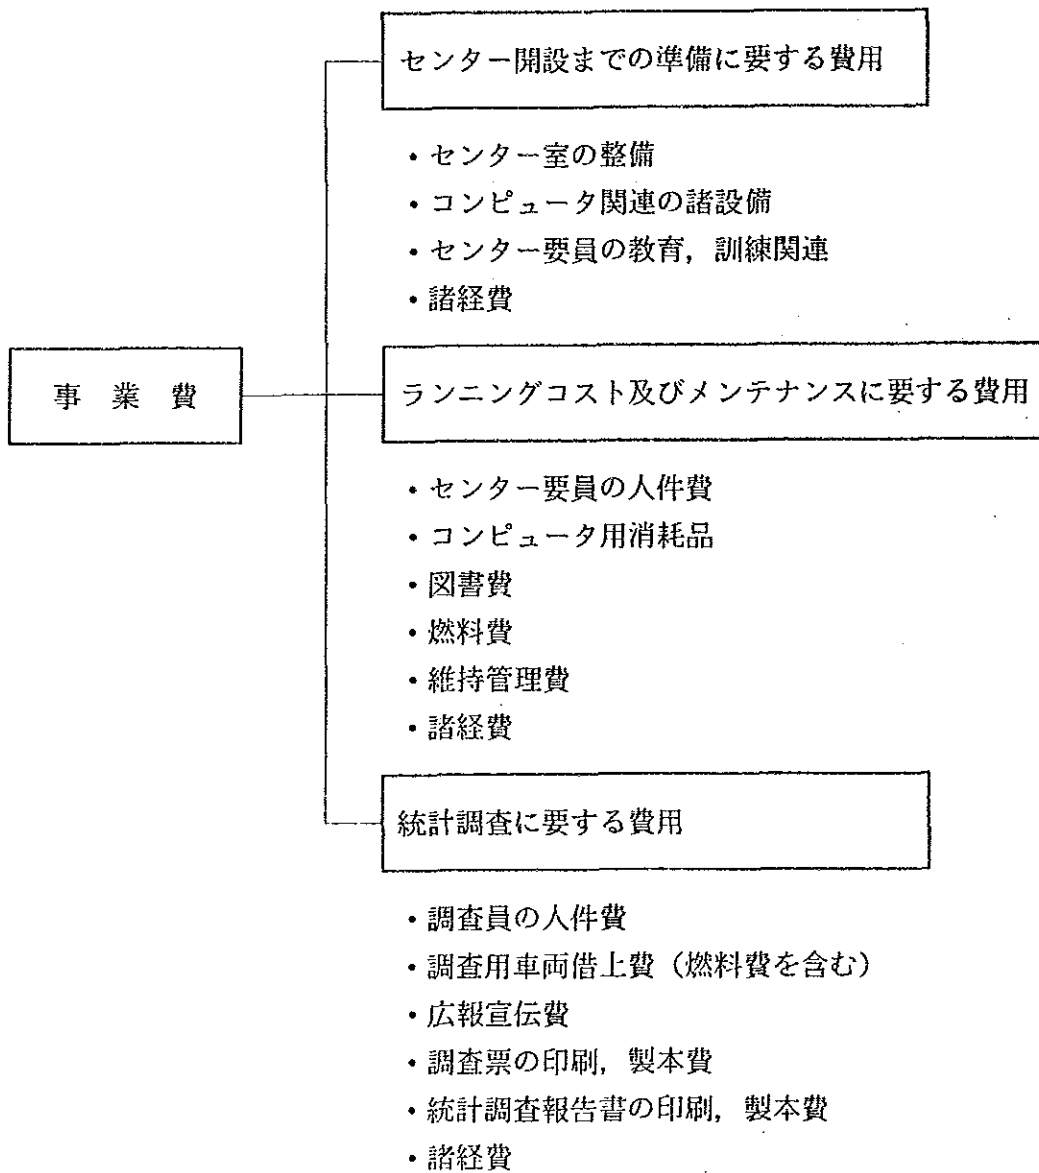 センター開設までの準備に要する費用
・センター室の整備
・コンピュータ関連の諸設備
・センター要員の教育，訓練関連
・諸経費
事業費
ランニングコスト及びメンテナンスに要する費用
・センター要員の人件費
・コンピュータ用消耗品
・図書費
・燃料費
・維持管理費
・諸経費
統計調査に要する費用
・調査員の人件費
・調査用車両借上費（燃料費を含む）
・広報宣伝費
・調査票の印刷，製本費
・統計調査報告書の印刷，製本費
・諸経費